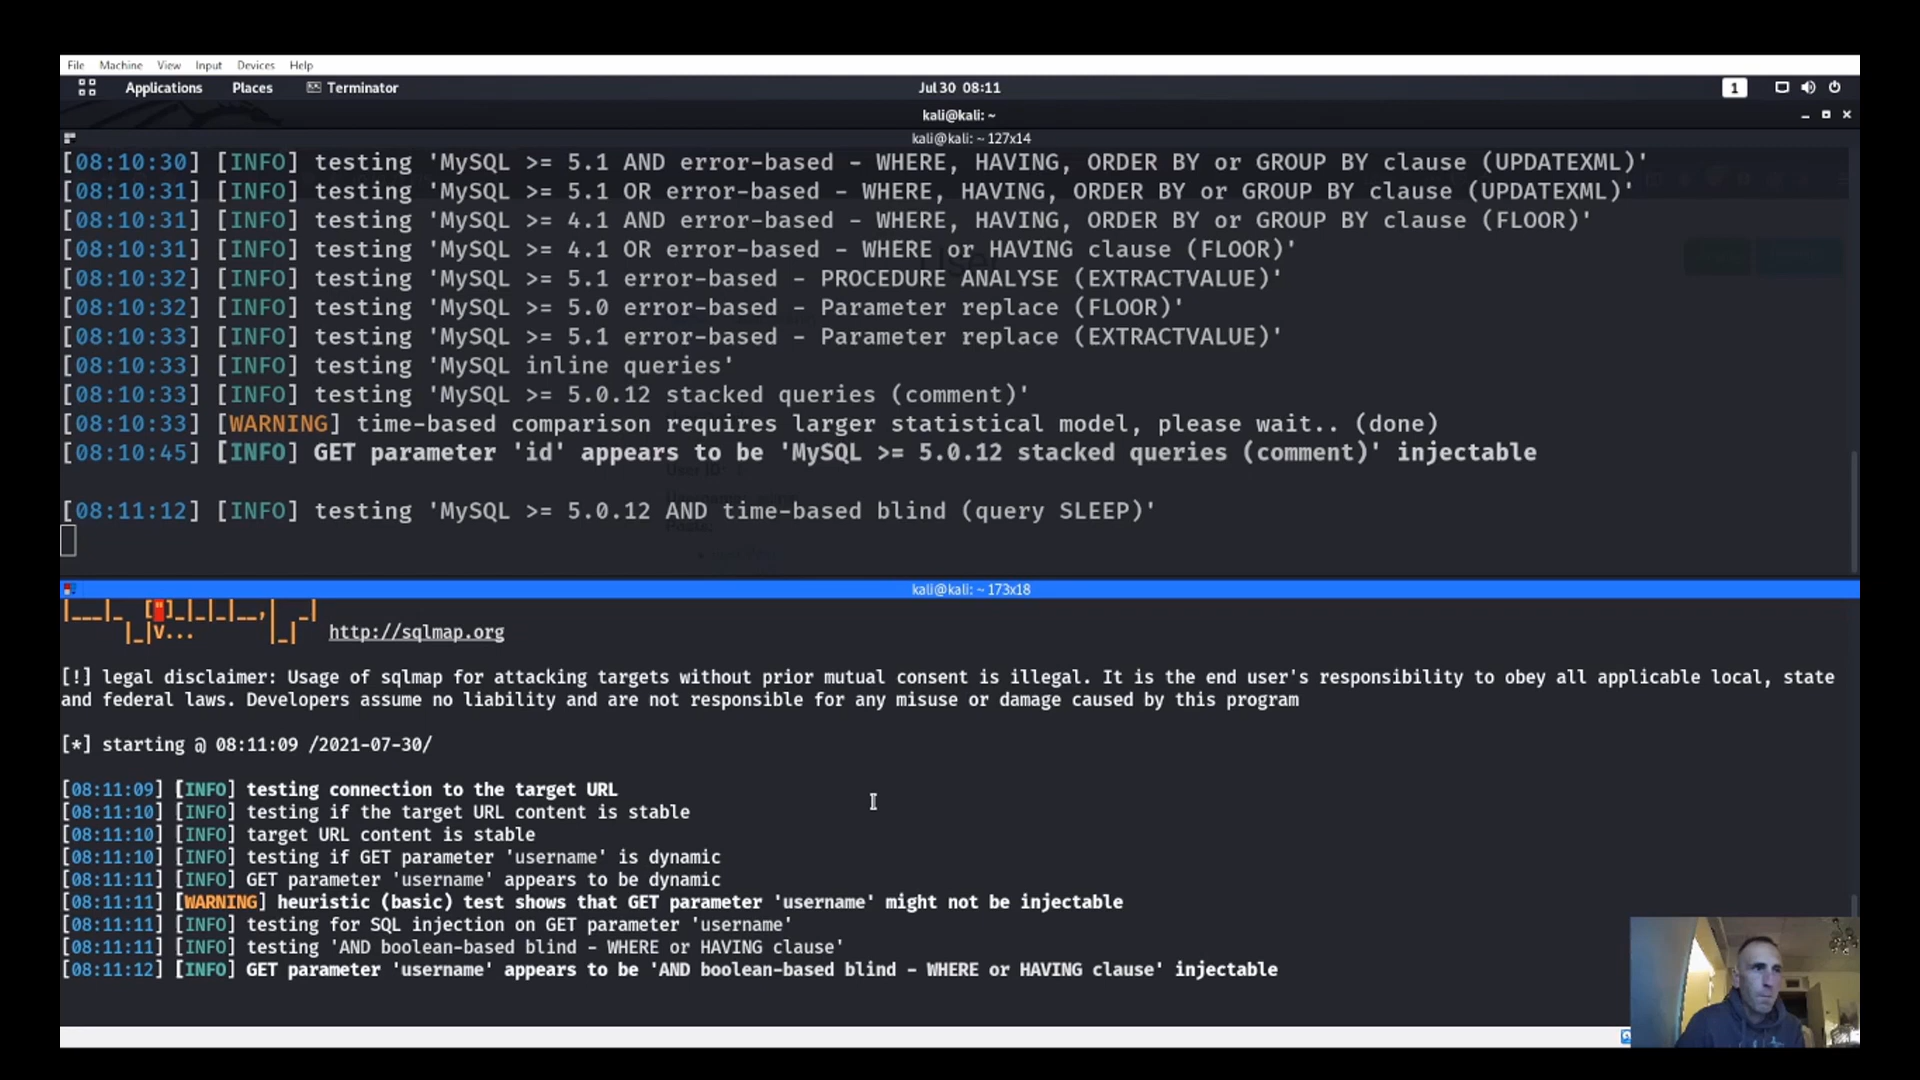 File Machine View Input Devices Help
Applications Places Terminator Jul 30 08:11 1
kali@kali: ~
kali@kali: ~ 127x14
[08:10:30] [INFO] testing 'MySQL >= 5.1 AND error-based - WHERE, HAVING, ORDER BY or GROUP BY clause (UPDATEXML)'
[08:10:31] [INFO] testing 'MySQL >= 5.1 OR error-based - WHERE, HAVING, ORDER BY or GROUP BY clause (UPDATEXML)'
[08:10:31] [INFO] testing 'MySQL >= 4.1 AND error-based - WHERE, HAVING, ORDER BY or GROUP BY clause (FLOOR)'
[08:10:31] [INFO] testing 'MySQL >= 4.1 OR error-based - WHERE or HAVING clause (FLOOR)'
[08:10:32] [INFO] testing 'MySQL >= 5.1 error-based - PROCEDURE ANALYSE (EXTRACTVALUE)'
[08:10:32] [INFO] testing 'MySQL >= 5.0 error-based - Parameter replace (FLOOR)'
[08:10:33] [INFO] testing 'MySQL >= 5.1 error-based - Parameter replace (EXTRACTVALUE)'
[08:10:33] [INFO] testing 'MySQL inline queries'
[08:10:33] [INFO] testing 'MySQL >= 5.0.12 stacked queries (comment)'
[08:10:33] [WARNING] time-based comparison requires larger statistical model, please wait.. (done)
[08:10:45] [INFO] GET parameter 'id' appears to be 'MySQL >= 5.0.12 stacked queries (comment)' injectable
User ID:
[08:11:12] [INFO] testing 'MySQL >= 5.0.12 AND time-based blind (query SLEEP)'
kali@kali: ~ 173x18
|___|_ ["]_|_|_|__,| _|
|_|V... |_| http://sqlmap.org
[!] legal disclaimer: Usage of sqlmap for attacking targets without prior mutual consent is illegal. It is the end user's responsibility to obey all applicable local, state
and federal laws. Developers assume no liability and are not responsible for any misuse or damage caused by this program
[*] starting @ 08:11:09 /2021-07-30/
[08:11:09] [INFO] testing connection to the target URL
[08:11:10] [INFO] testing if the target URL content is stable
[08:11:10] [INFO] target URL content is stable
[08:11:10] [INFO] testing if GET parameter 'username' is dynamic
[08:11:11] [INFO] GET parameter 'username' appears to be dynamic
[08:11:11] [WARNING] heuristic (basic) test shows that GET parameter 'username' might not be injectable
[08:11:11] [INFO] testing for SQL injection on GET parameter 'username'
[08:11:11] [INFO] testing 'AND boolean-based blind - WHERE or HAVING clause'
[08:11:12] [INFO] GET parameter 'username' appears to be 'AND boolean-based blind - WHERE or HAVING clause' injectable